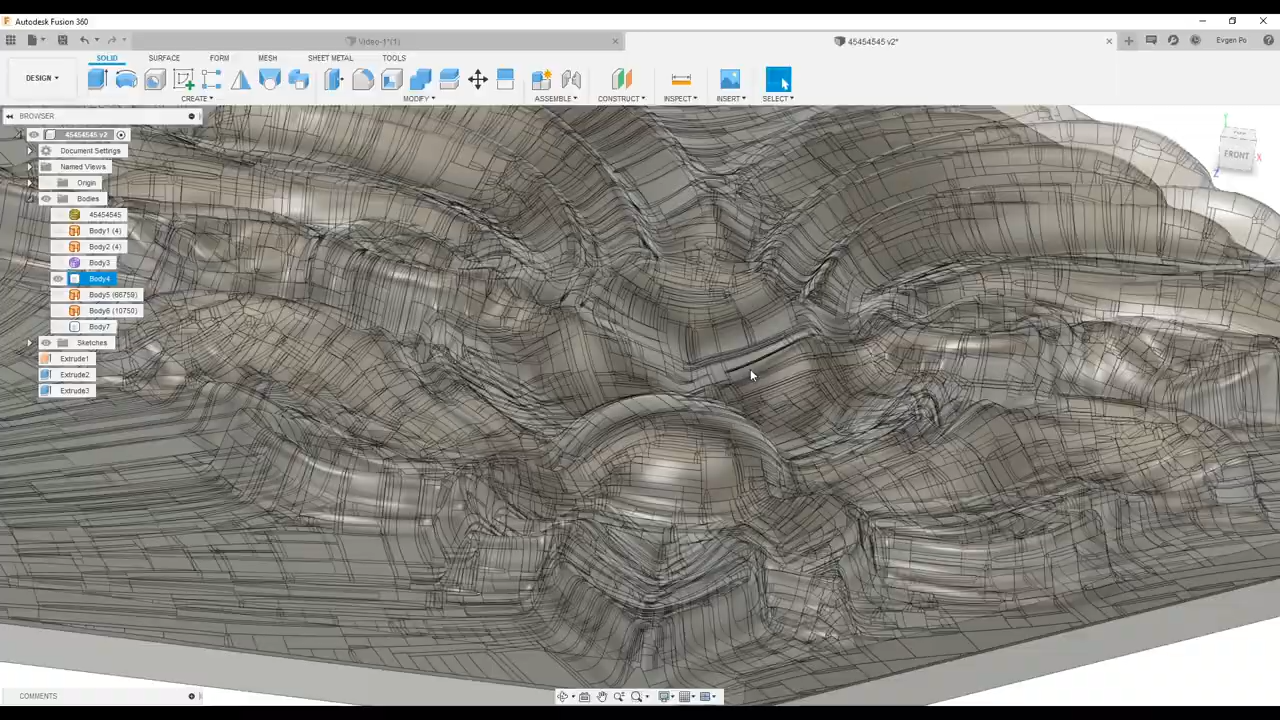 Autodesk Fusion 360
Video-1*(1)
45454545 v2*
Evgen Po
SOLID SURFACE FORM MESH SHEET METAL TOOLS
DESIGN
CREATE MODIFY ASSEMBLE CONSTRUCT INSPECT INSERT SELECT
BROWSER
45454545 v2
Document Settings
Named Views
Origin
Bodies
45454545
Body1 (4)
Body2 (4)
Body3
Body4
Body5 (66759)
Body6 (10750)
Body7
Sketches
Extrude1
Extrude2
Extrude3
FRONT
X
Z
COMMENTS